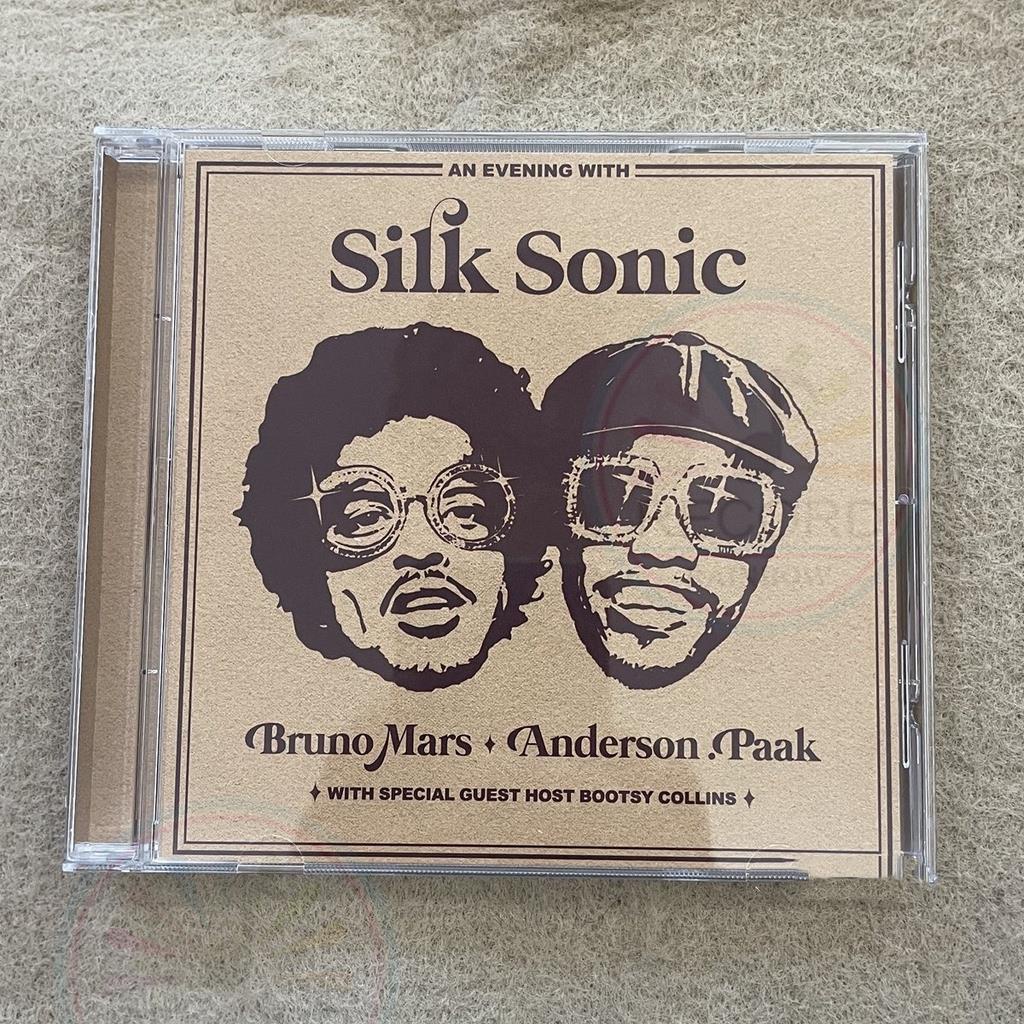 AN EVENING WITH
Silk Sonic
Bruno Mars ✦ Anderson .Paak
✦ WITH SPECIAL GUEST HOST BOOTSY COLLINS ✦